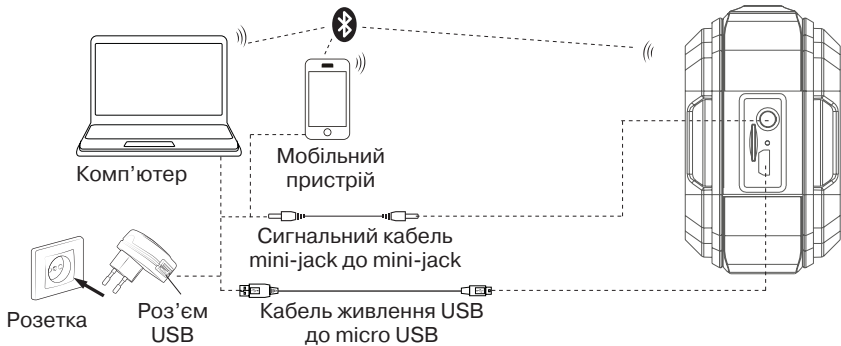 Комп’ютер
Мобільний
пристрій
Сигнальний кабель
mini-jack до mini-jack
Розетка
Роз’єм
USB
Кабель живлення USB
до micro USB